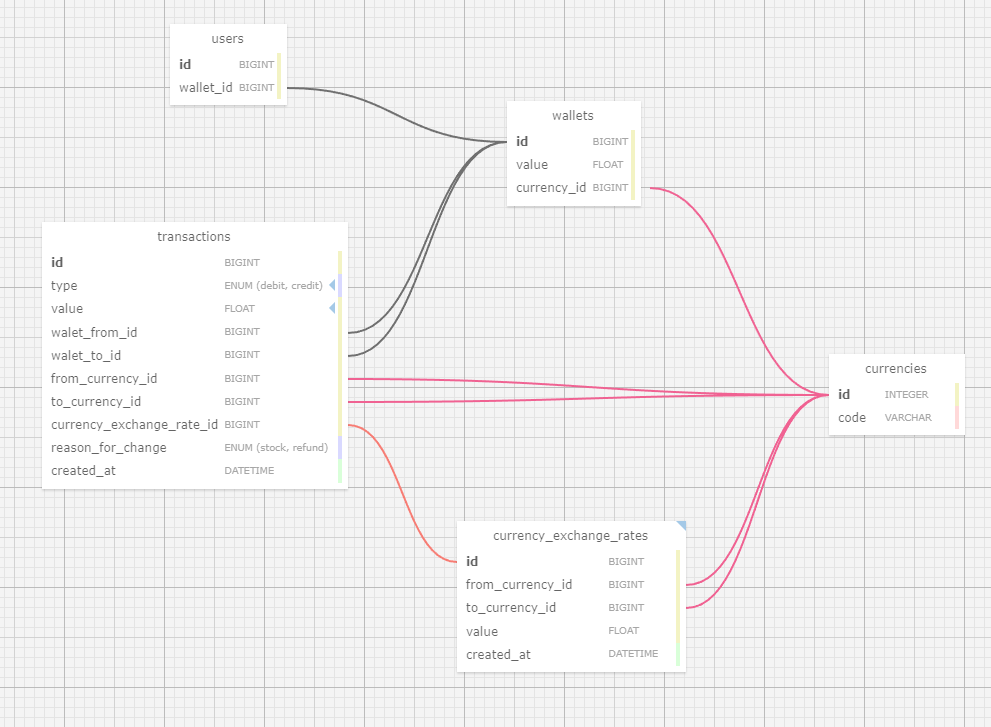 users
id BIGINT
wallet_id BIGINT
wallets
id BIGINT
value FLOAT
currency_id BIGINT
transactions
id BIGINT
type ENUM (debit, credit)
value FLOAT
walet_from_id BIGINT
walet_to_id BIGINT
from_currency_id BIGINT
to_currency_id BIGINT
currency_exchange_rate_id BIGINT
reason_for_change ENUM (stock, refund)
created_at DATETIME
currencies
id INTEGER
code VARCHAR
currency_exchange_rates
id BIGINT
from_currency_id BIGINT
to_currency_id BIGINT
value FLOAT
created_at DATETIME